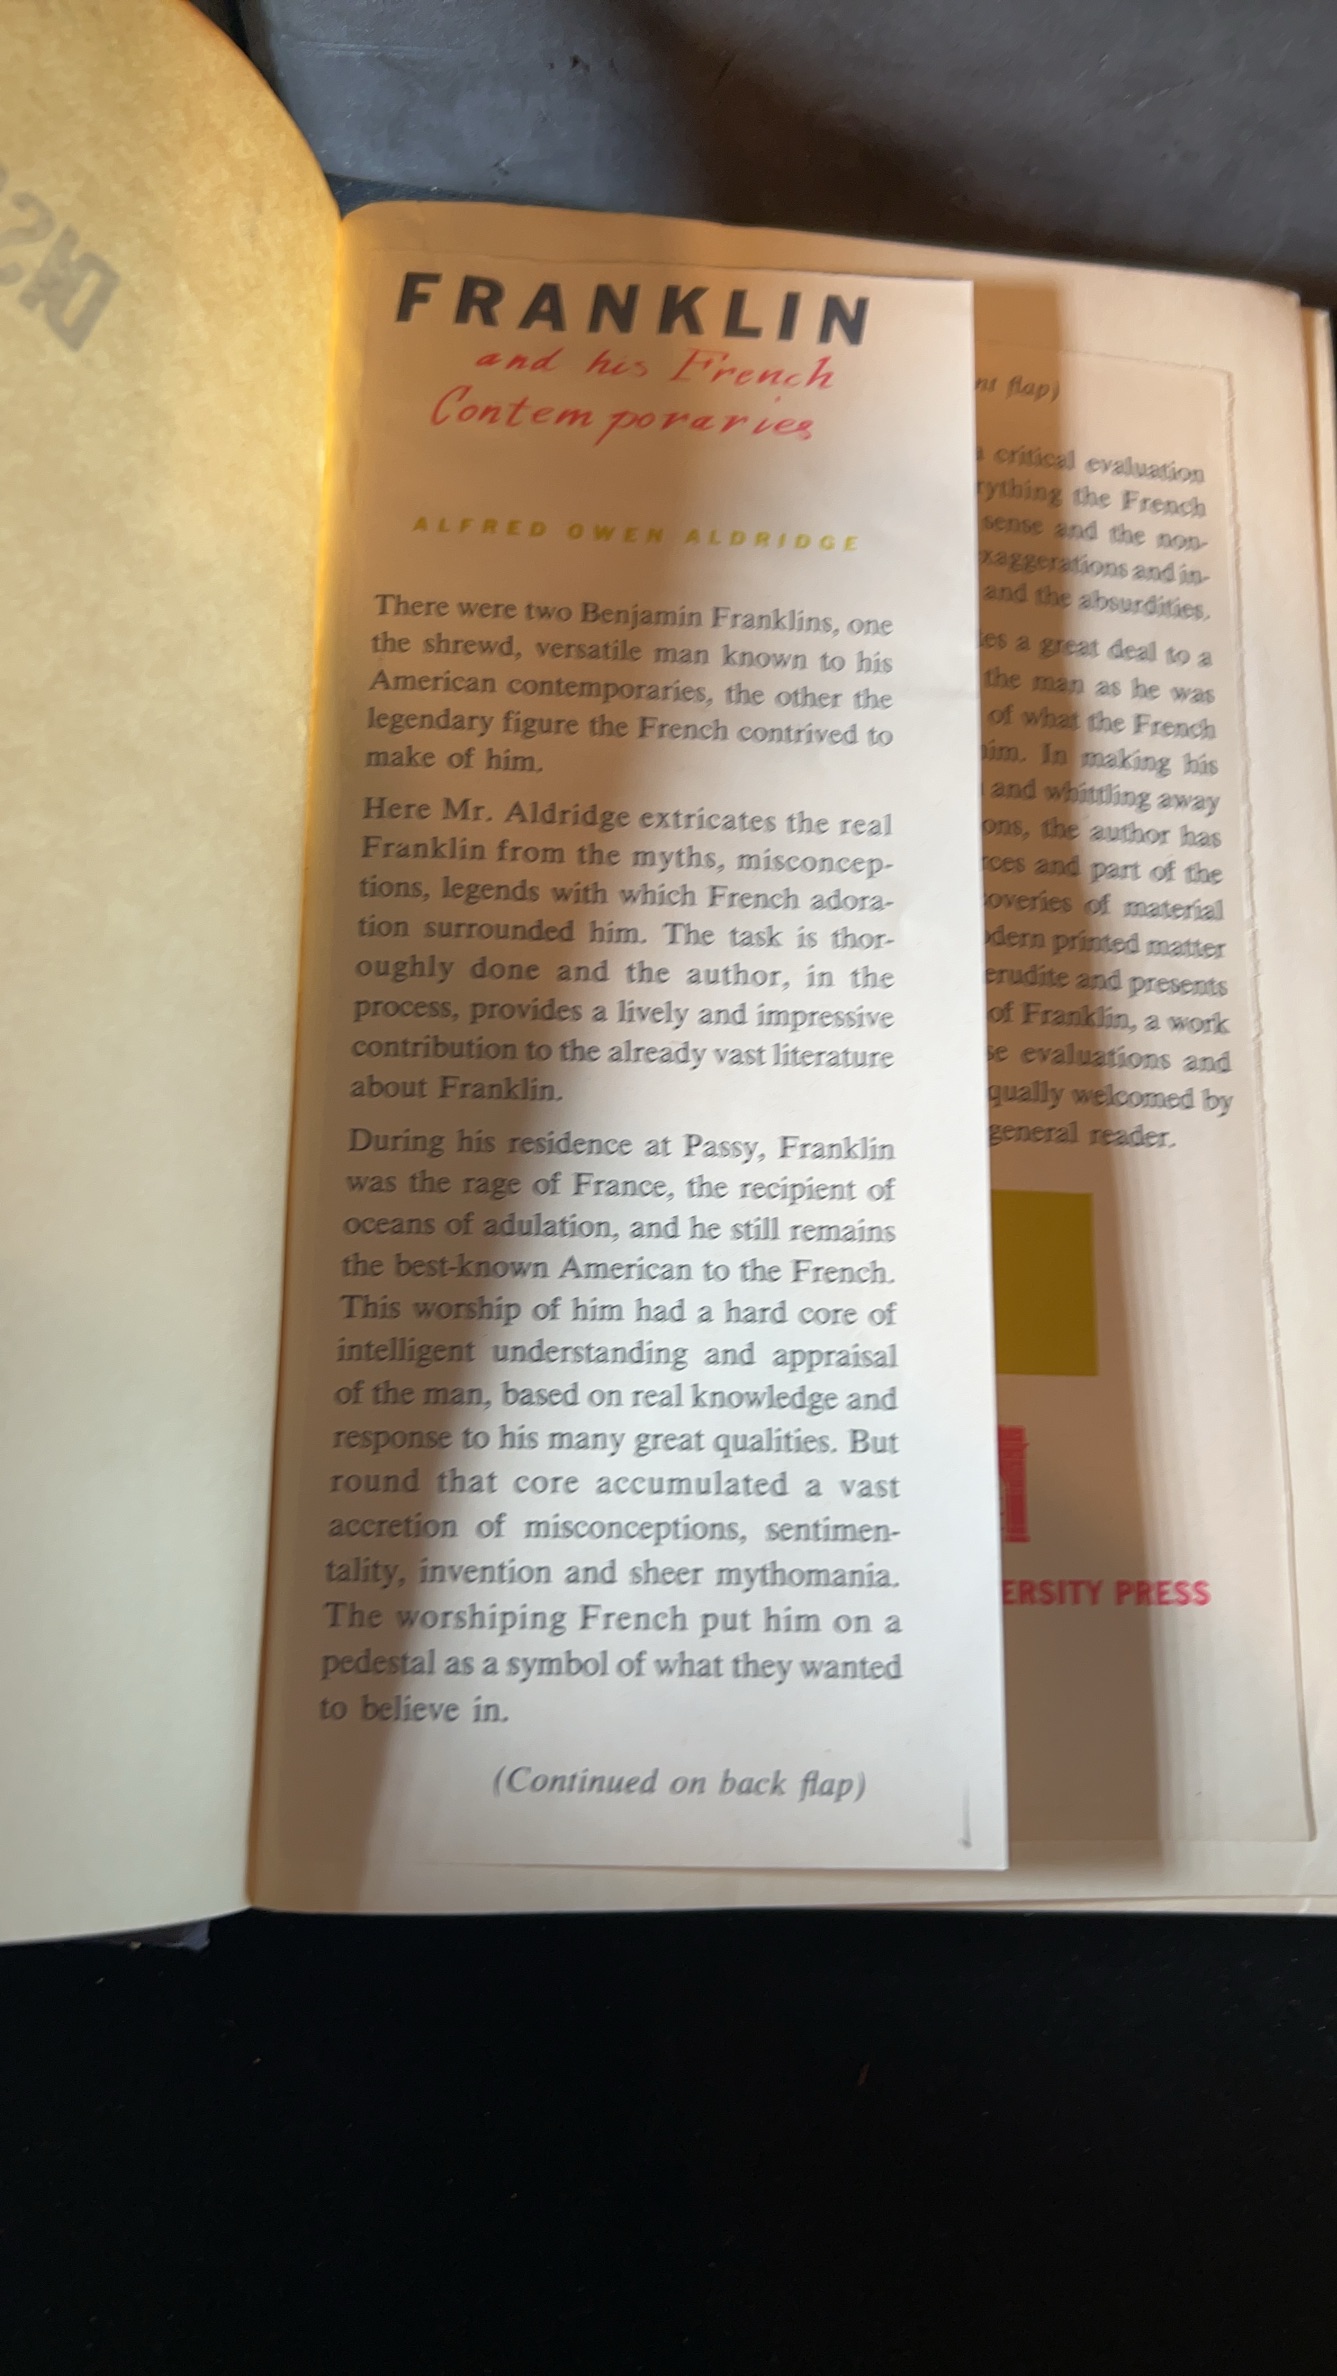 FRANKLIN
and his French
Contemporaries
ALFRED OWEN ALDRIDGE
There were two Benjamin Franklins, one
the shrewd, versatile man known to his
American contemporaries, the other the
legendary figure the French contrived to
make of him.
Here Mr. Aldridge extricates the real
Franklin from the myths, misconcep-
tions, legends with which French adora-
tion surrounded him. The task is thor-
oughly done and the author, in the
process, provides a lively and impressive
contribution to the already vast literature
about Franklin.
During his residence at Passy, Franklin
was the rage of France, the recipient of
oceans of adulation, and he still remains
the best-known American to the French.
This worship of him had a hard core of
intelligent understanding and appraisal
of the man, based on real knowledge and
response to his many great qualities. But
round that core accumulated a vast
accretion of misconceptions, sentimen-
tality, invention and sheer mythomania.
The worshiping French put him on a
pedestal as a symbol of what they wanted
to believe in.
(Continued on back flap)
flap)
critical evaluation
the French
sense and the non-
and in-
and the absurdities.
a great deal to a
the man as he was
of what the French
him. In making his
and whittling away
the author has
and part of the
of material
printed matter
erudite and presents
of Franklin, a work
evaluations and
welcomed by
general reader.
ERSITY PRESS